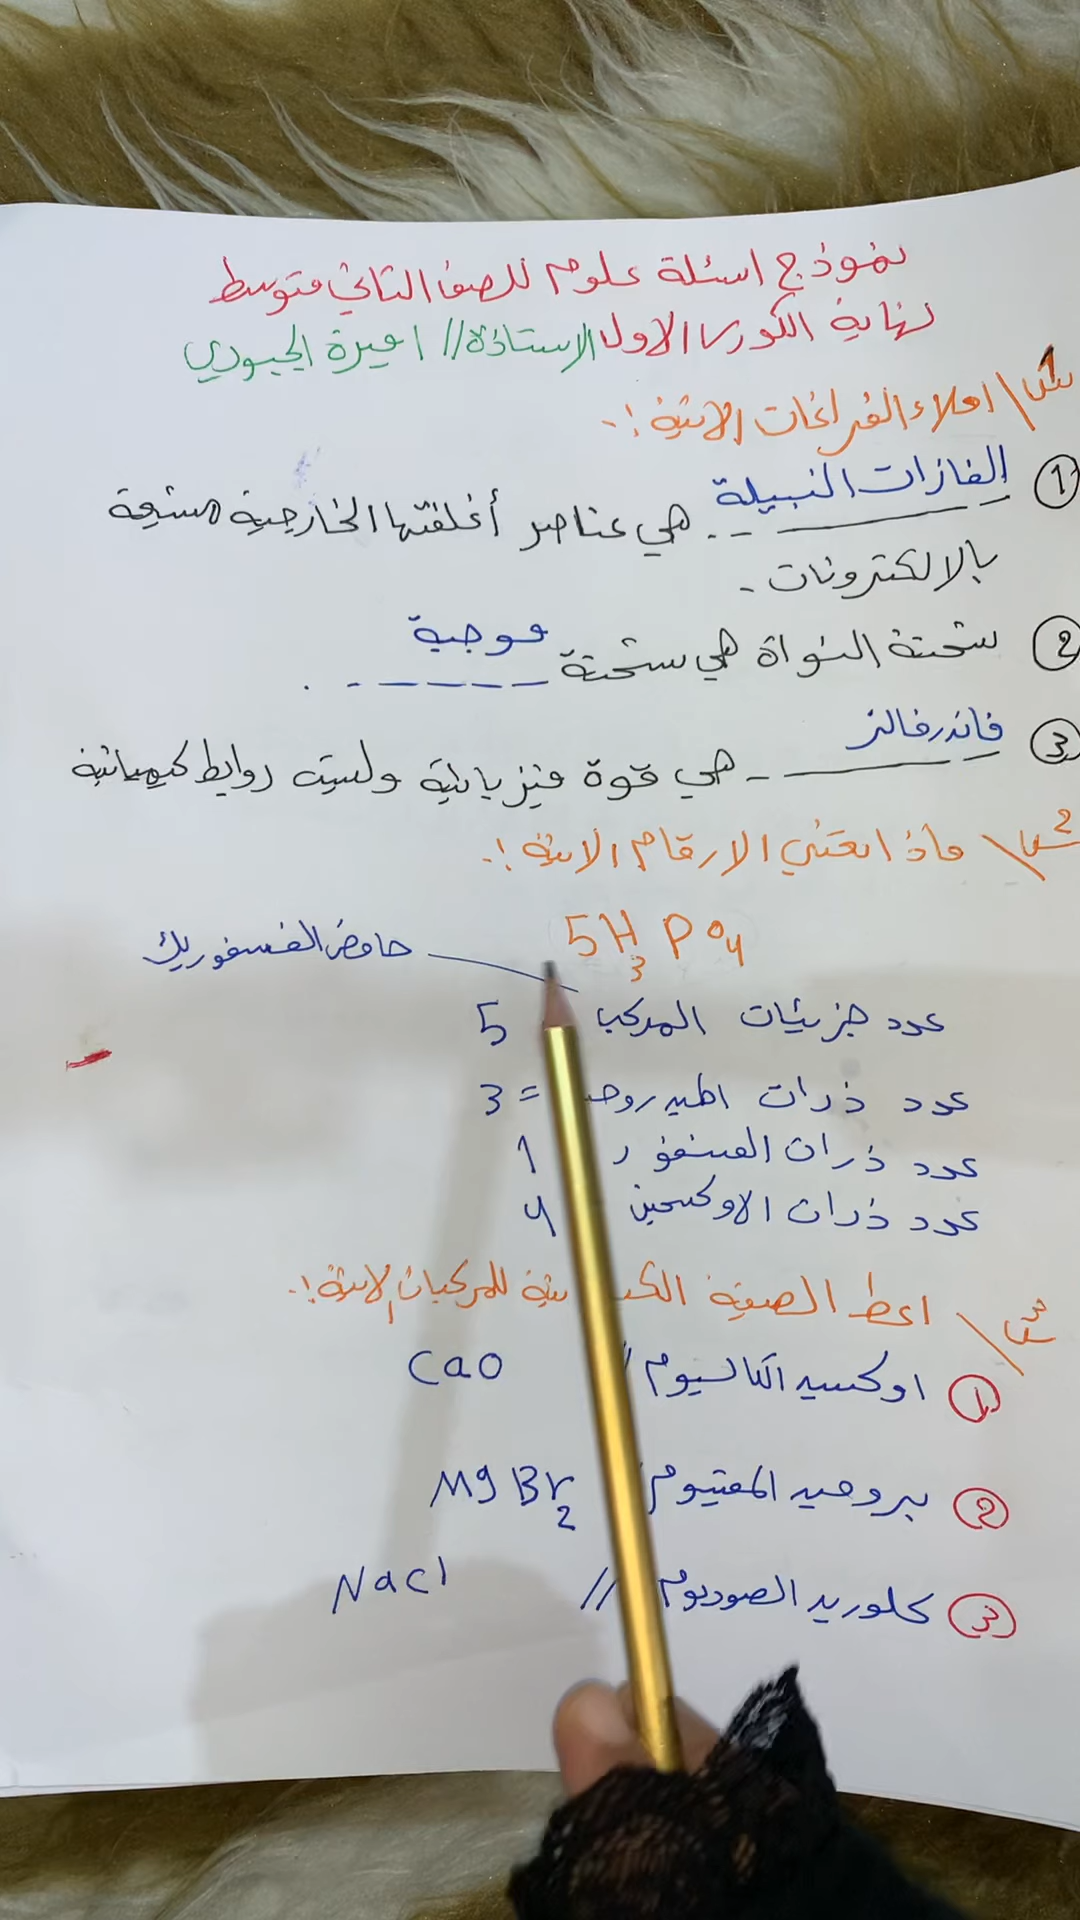 نموذج اسئلة علوم للصف الثاني متوسط
نهاية الكورس الاول الاستاذة // اميرة الجبوري
س1\ املاء الفراغات الاتية :.
① الغازات النبيلة هي عناصر أغلفتها الخارجية مشبعة
بالالكترونات .
② شحنة النواة هي شحنة موجبة .
③ فاندرفالز هي قوة فيزيائية وليست روابط كيميائية
س2\ ماذا تعني الارقام الاتية :.
5H3PO4 حامض الفسفوريك
عدد جزيئات المركب 5
عدد ذرات = 3
عدد ذرات الفسفور 1
عدد ذرات الاوكسجين 4
س3\ اعط الصيغة للمركبات الاتية :.
① اوكسيد الكالسيوم / CaO
② بروميد المغنيوم MgBr2
③ كلوريد الصوديوم // NaCl